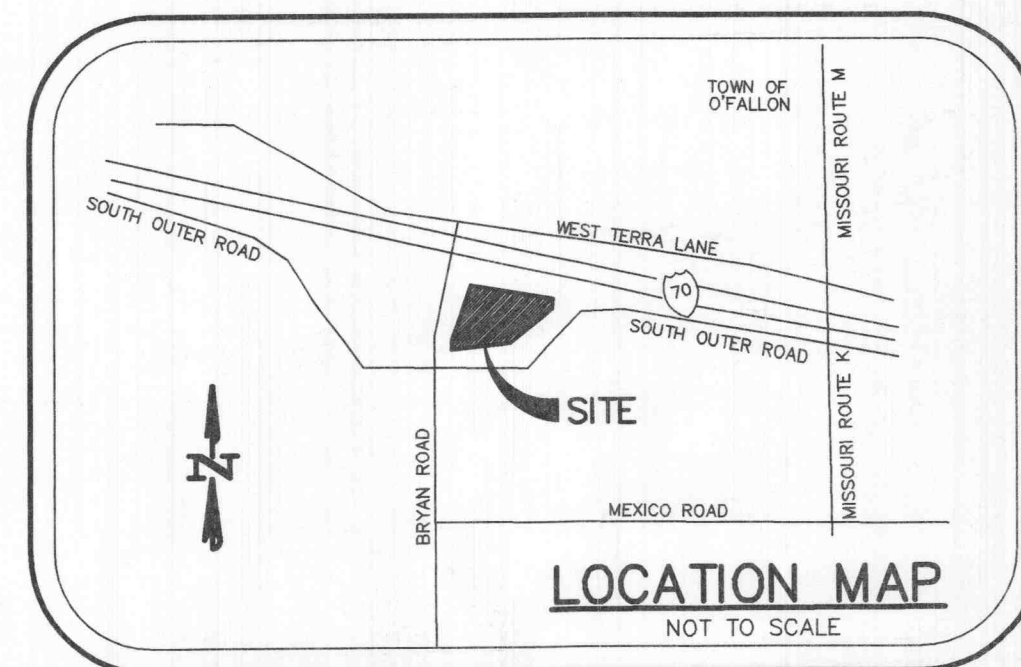 TOWN OF
O'FALLON
MISSOURI ROUTE M
SOUTH OUTER ROAD
WEST TERRA LANE
70
SOUTH OUTER ROAD
SITE
N
BRYAN ROAD
MISSOURI ROUTE K
MEXICO ROAD
LOCATION MAP
NOT TO SCALE